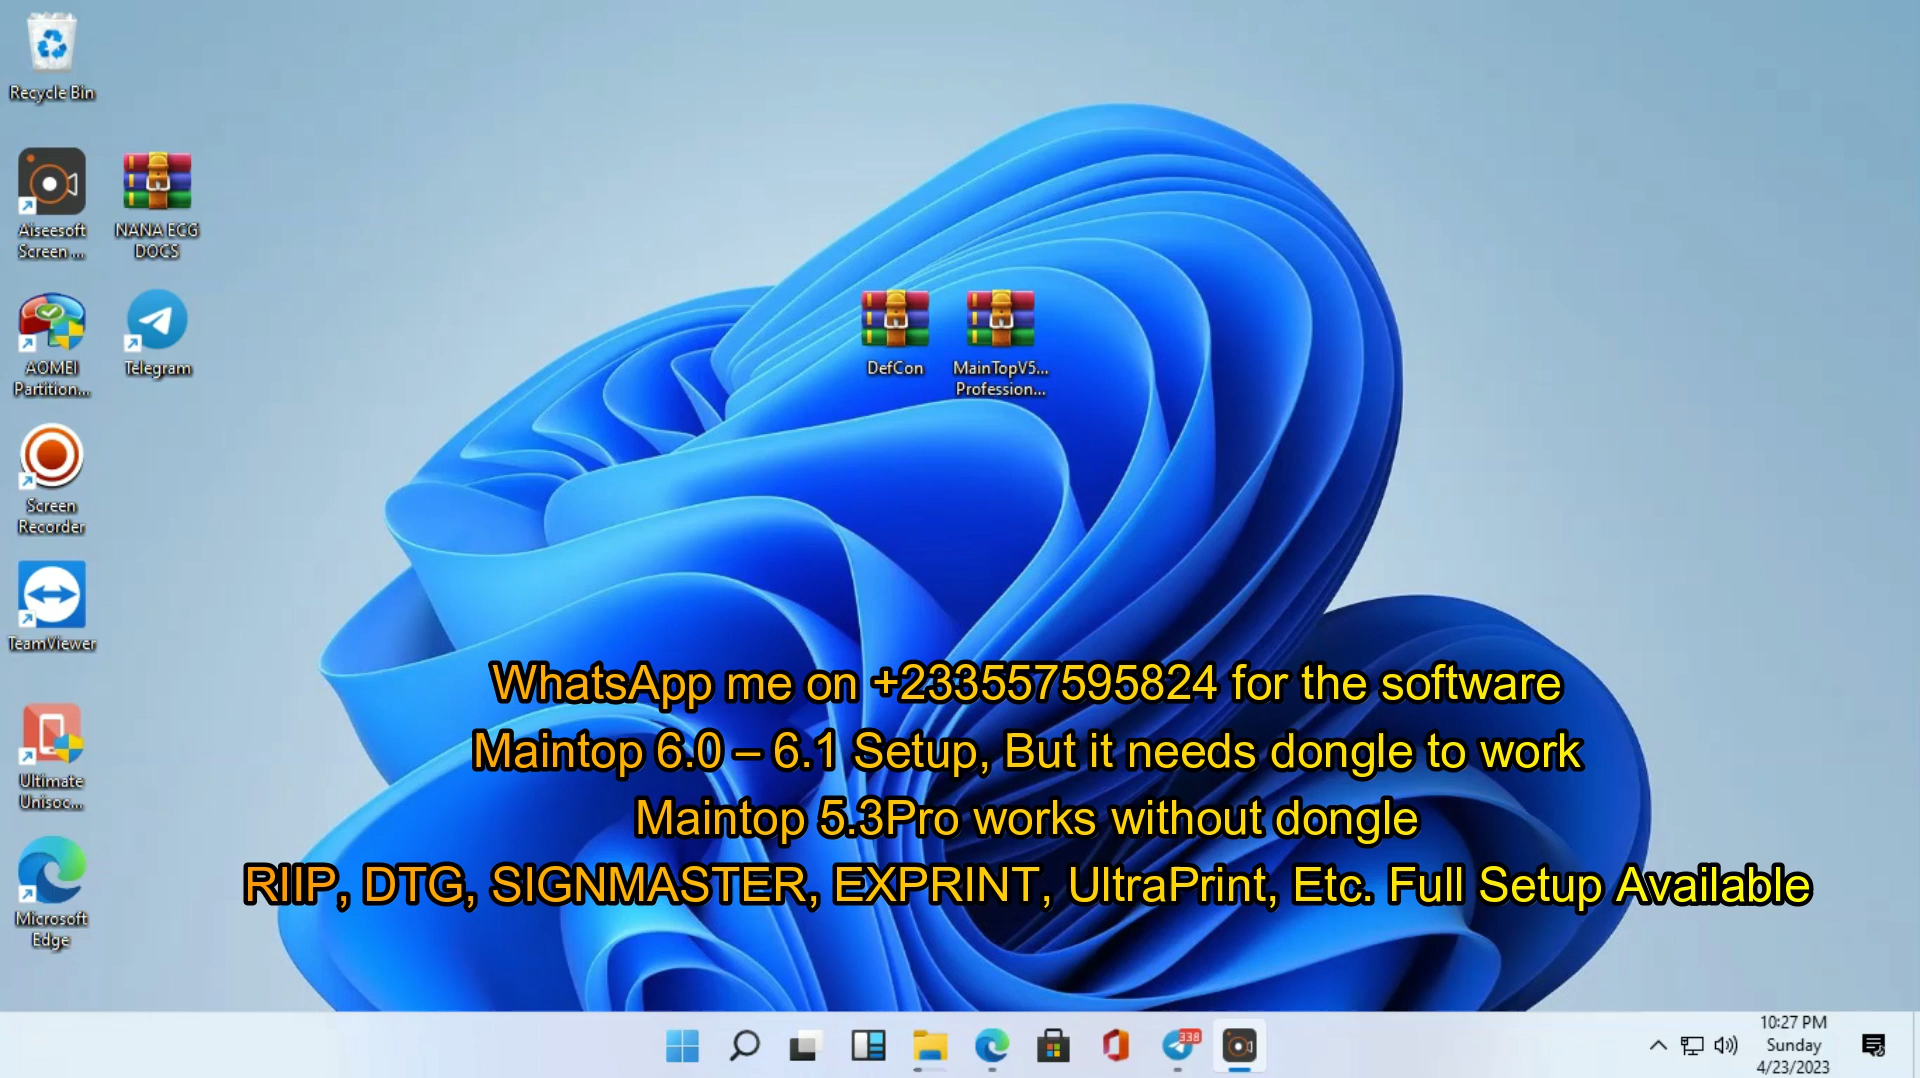 Recycle Bin
Aiseesoft
Screen ...
NANA ECG
DOCS
AOMEI
Partition...
Telegram
DefCon
MainTopV5...
Profession...
Screen
Recorder
TeamViewer
Ultimate
Unisoc...
Microsoft
Edge
WhatsApp me on +233557595824 for the software
Maintop 6.0 – 6.1 Setup, But it needs dongle to work
Maintop 5.3Pro works without dongle
RIIP, DTG, SIGNMASTER, EXPRINT, UltraPrint, Etc. Full Setup Available
338
10:27 PM
Sunday
4/23/2023